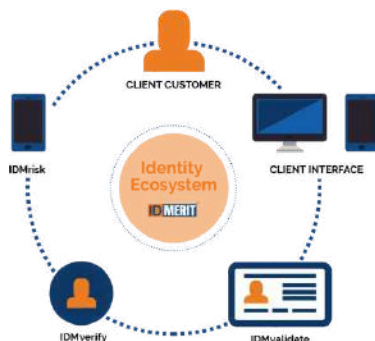 CLIENT CUSTOMER
IDMrisk
CLIENT INTERFACE
Identity
Ecosystem
IDMERIT
IDMverify
IDMvalidate